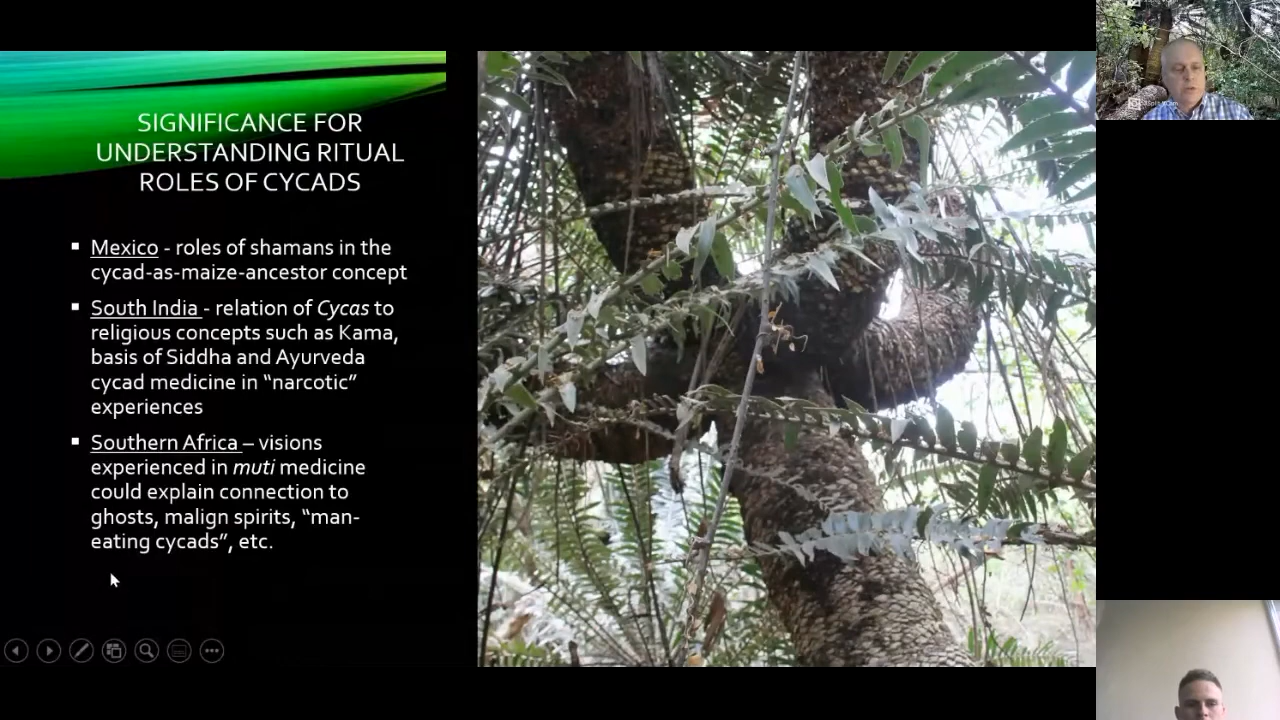 SIGNIFICANCE FOR
UNDERSTANDING RITUAL
ROLES OF CYCADS
▪ Mexico - roles of shamans in the
cycad-as-maize-ancestor concept
▪ South India - relation of Cycas to
religious concepts such as Kama,
basis of Siddha and Ayurveda
cycad medicine in “narcotic”
experiences
▪ Southern Africa – visions
experienced in muti medicine
could explain connection to
ghosts, malign spirits, “man-
eating cycads”, etc.